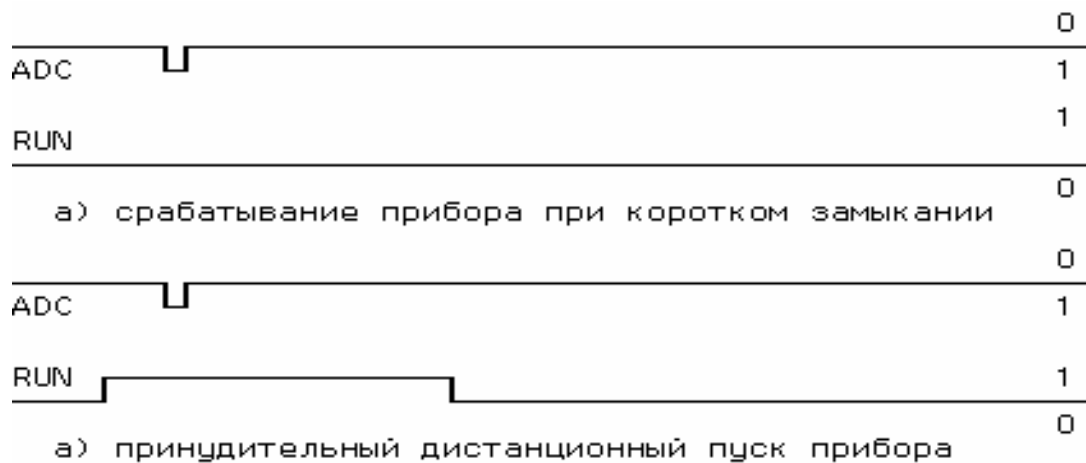 0
ADC 1
1
RUN
0
а) срабатывание прибора при коротком замыкании
0
ADC 1
RUN 1
0
а) принудительный дистанционный пуск прибора